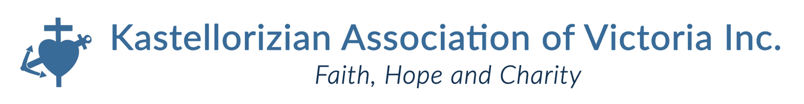 Kastellorizian Association of Victoria Inc.
Faith, Hope and Charity